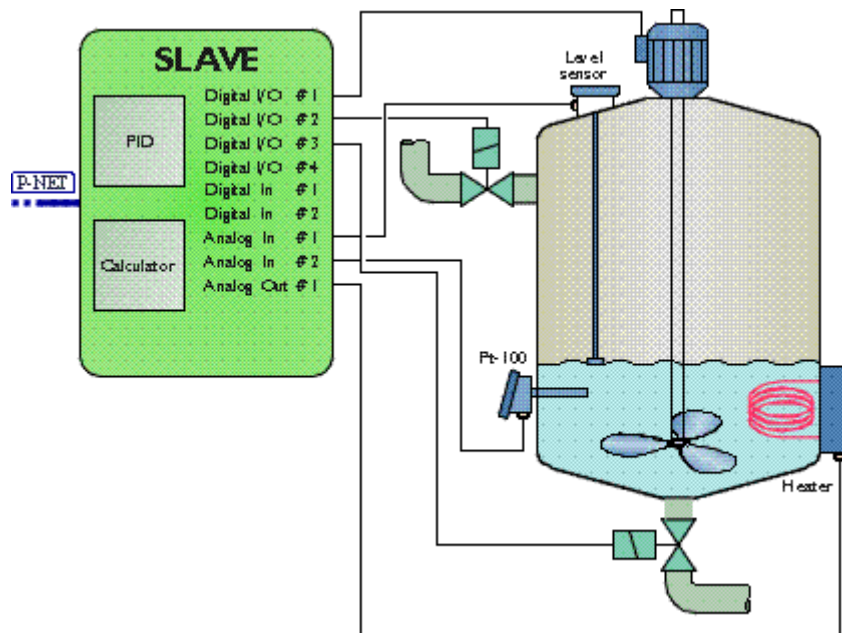 SLAVE
PID
Digital I/O #1
Digital I/O #2
Digital I/O #3
Digital I/O #4
Digital In #1
Digital In #2
Analog In #1
Analog In #2
Analog Out #1
P-NET
Calculator
Level
sensor
Pt-100
Heater